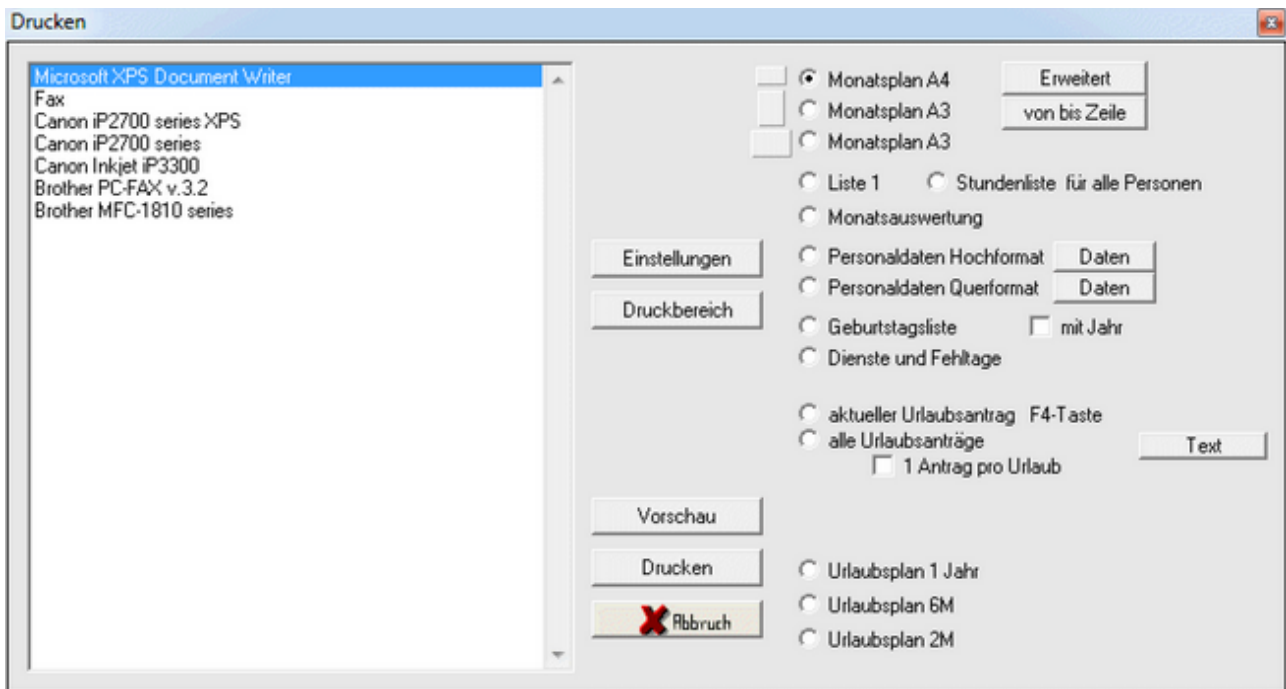 Drucken
Microsoft XPS Document Writer
Fax
Canon iP2700 series XPS
Canon iP2700 series
Canon Inkjet iP3300
Brother PC-FAX v.3.2
Brother MFC-1810 series
Einstellungen
Druckbereich
Vorschau
Drucken
Abbruch
Monatsplan A4 Erweitert
Monatsplan A3 von bis Zeile
Monatsplan A3
Liste 1 Stundenliste für alle Personen
Monatsauswertung
Personaldaten Hochformat Daten
Personaldaten Querformat Daten
Geburtstagsliste mit Jahr
Dienste und Fehltage
aktueller Urlaubsantrag F4-Taste
alle Urlaubsanträge Text
1 Antrag pro Urlaub
Urlaubsplan 1 Jahr
Urlaubsplan 6M
Urlaubsplan 2M